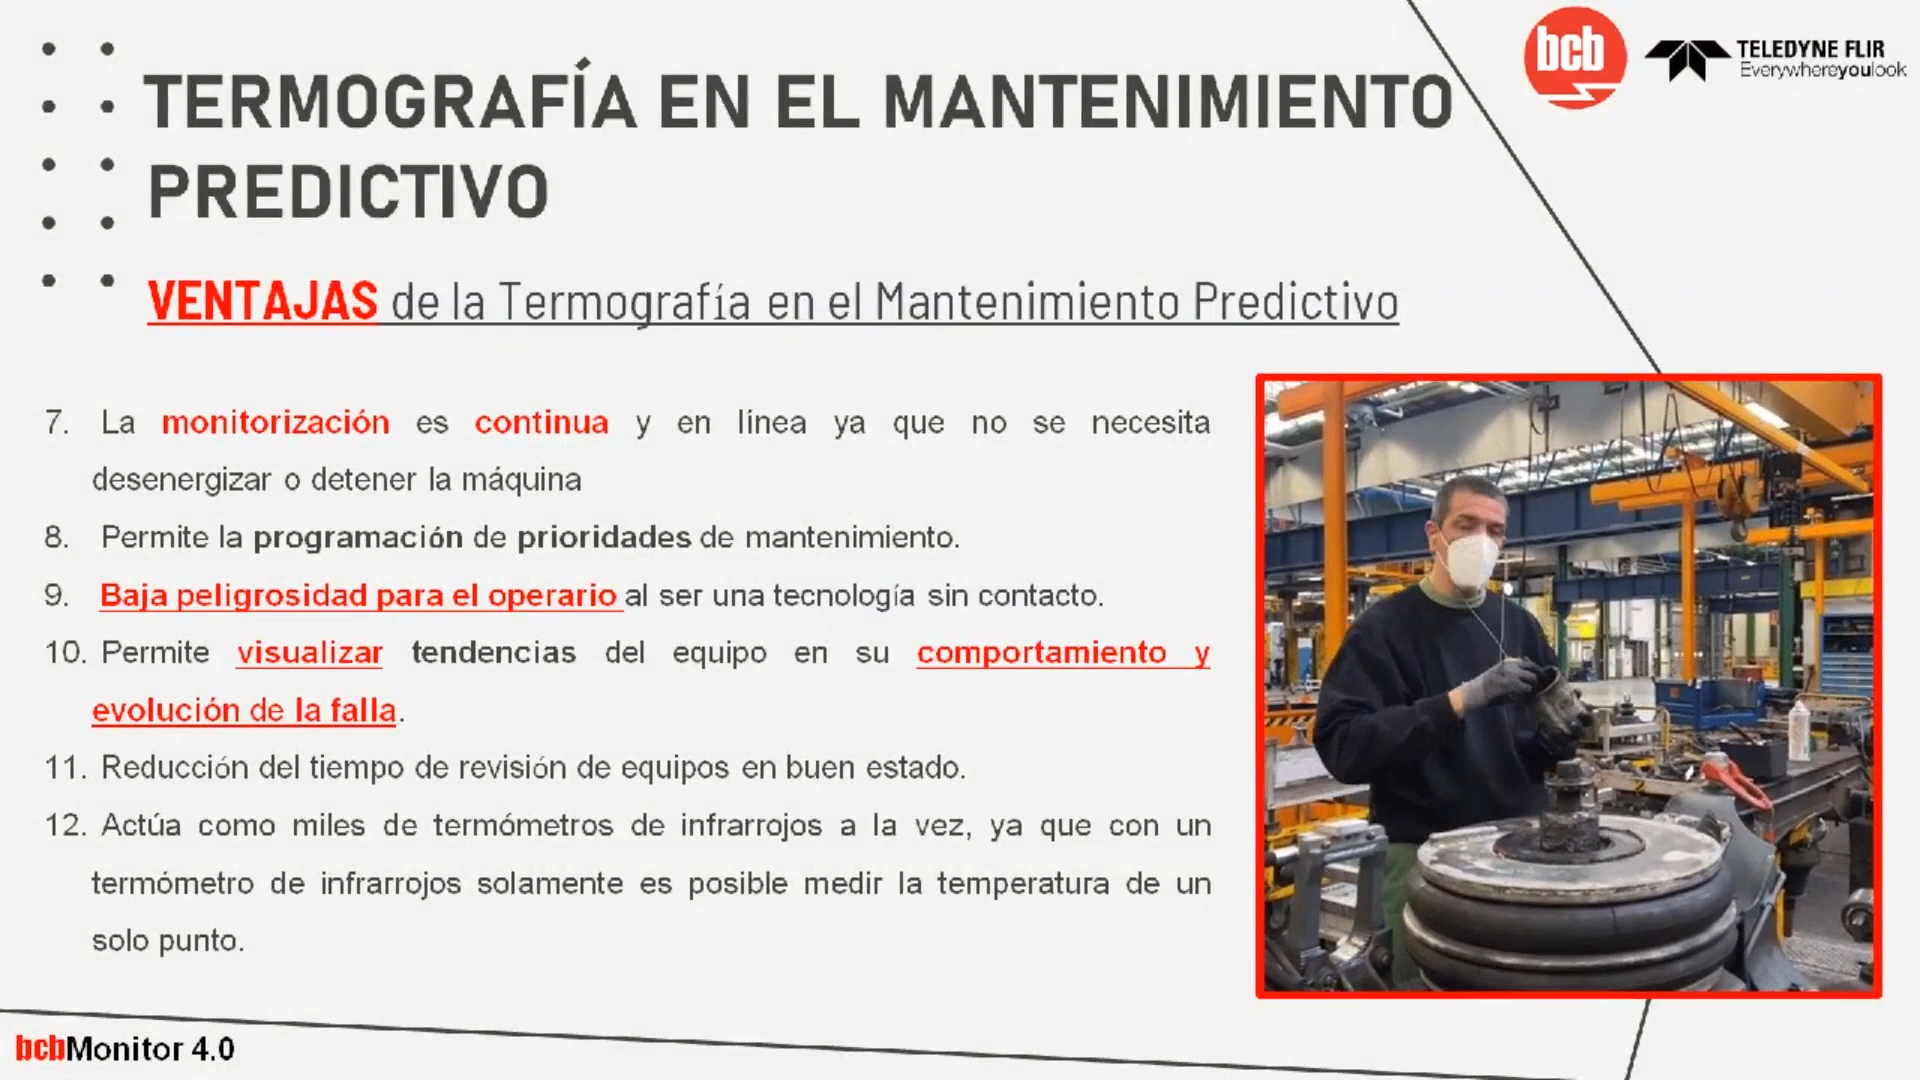 bcb
TELEDYNE FLIR
Everywhereyoulook
TERMOGRAFÍA EN EL MANTENIMIENTO
PREDICTIVO
VENTAJAS de la Termografía en el Mantenimiento Predictivo
7. La monitorización es continua y en línea ya que no se necesita
desenergizar o detener la máquina
8. Permite la programación de prioridades de mantenimiento.
9. Baja peligrosidad para el operario al ser una tecnología sin contacto.
10. Permite visualizar tendencias del equipo en su comportamiento y
evolución de la falla.
11. Reducción del tiempo de revisión de equipos en buen estado.
12. Actúa como miles de termómetros de infrarrojos a la vez, ya que con un
termómetro de infrarrojos solamente es posible medir la temperatura de un
solo punto.
bcbMonitor 4.0